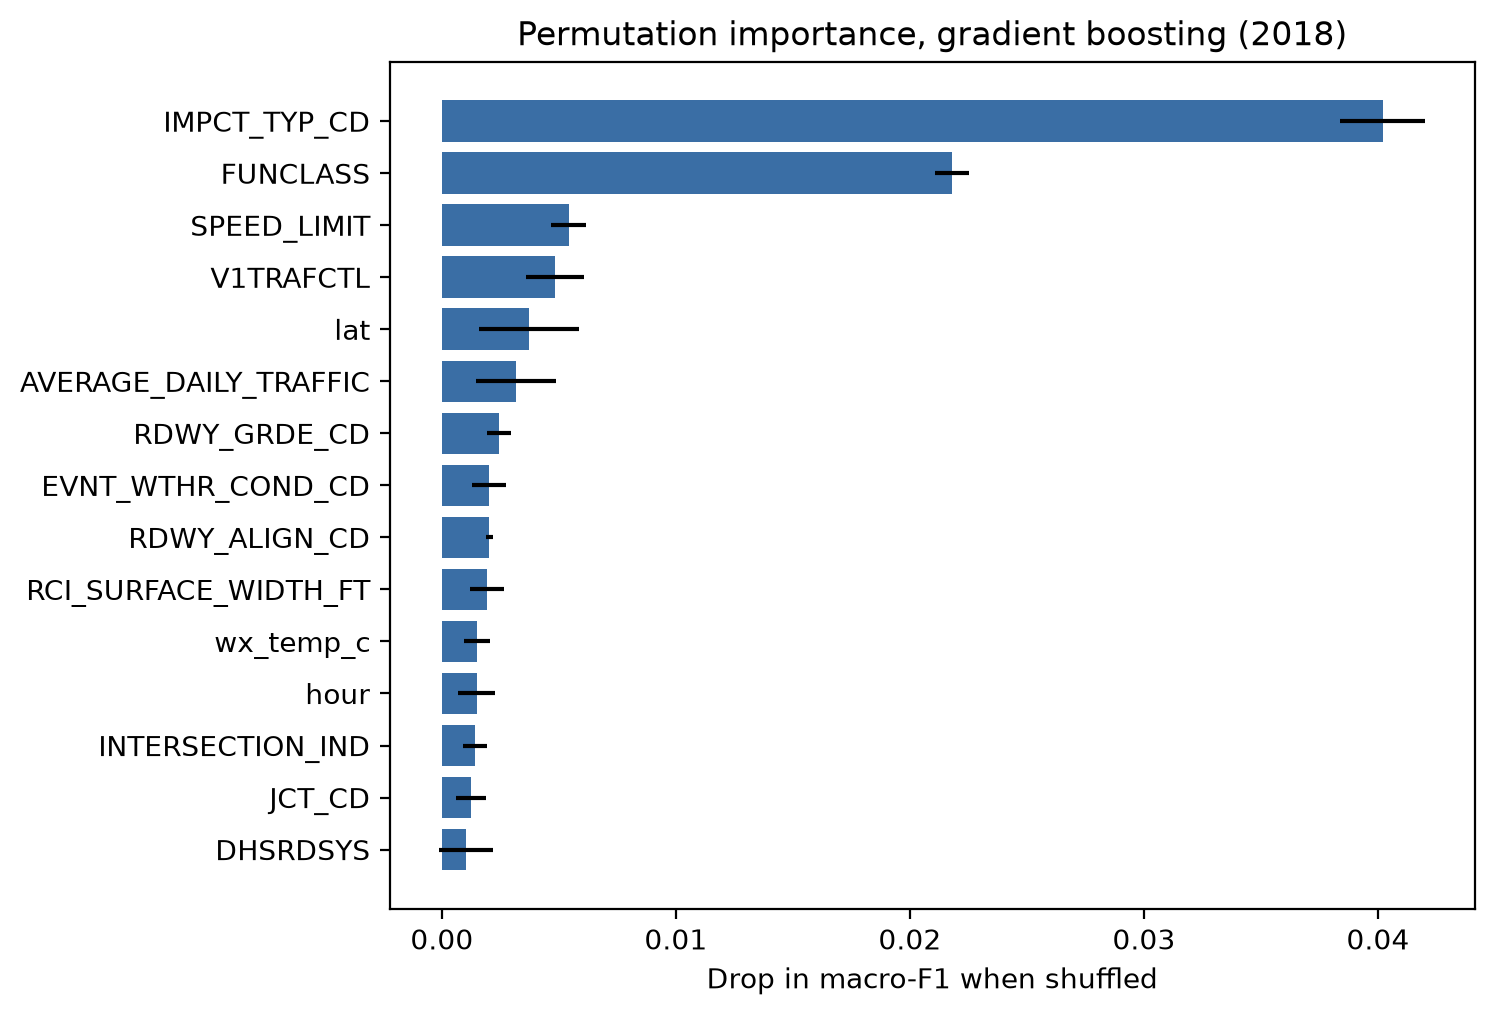 Permutation importance, gradient boosting (2018)
IMPCT_TYP_CD
FUNCLASS
SPEED_LIMIT
V1TRAFCTL
lat
AVERAGE_DAILY_TRAFFIC
RDWY_GRDE_CD
EVNT_WTHR_COND_CD
RDWY_ALIGN_CD
RCI_SURFACE_WIDTH_FT
wx_temp_c
hour
INTERSECTION_IND
JCT_CD
DHSRDSYS
0.00 0.01 0.02 0.03 0.04
Drop in macro-F1 when shuffled